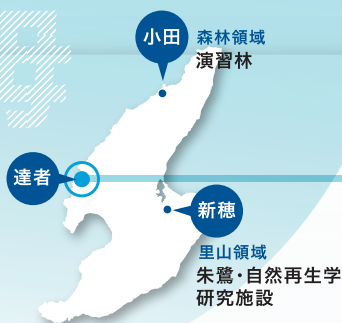 小田
森林領域
演習林
達者
新穂
里山領域
朱鷺・自然再生学
研究施設